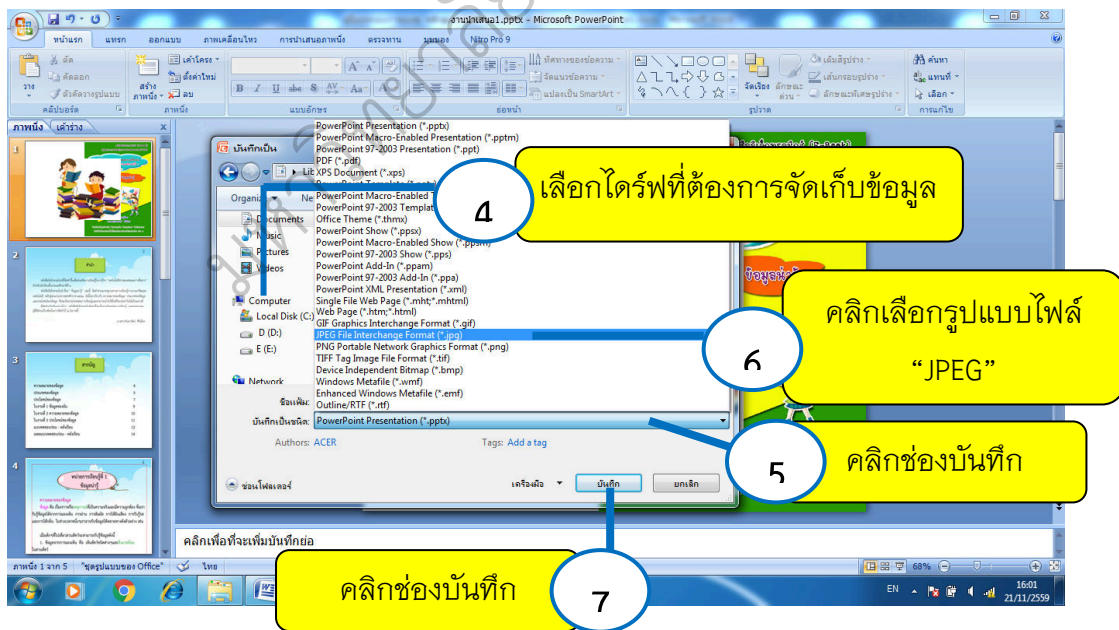 งานนำเสนอ1.pptx - Microsoft PowerPoint
หน้าแรก แทรก ออกแบบ ภาพเคลื่อนไหว การนำเสนอภาพนิ่ง ตรวจทาน มุมมอง Nitro Pro 9
วาง
ตัด
คัดลอก
ตัวคัดวางรูปแบบ
สร้าง
ภาพนิ่ง
เค้าโครง
ตั้งค่าใหม่
ลบ
B I U abc S AV Aa A
ทิศทางของข้อความ
จัดแนวข้อความ
แปลงเป็น SmartArt
จัดเรียง
ลักษณะ
ด่วน
เติมสีรูปร่าง
เส้นกรอบรูปร่าง
ลักษณะพิเศษรูปร่าง
ค้นหา
แทนที่
เลือก
คลิปบอร์ด ภาพนิ่ง แบบอักษร ย่อหน้า รูปวาด การแก้ไข
ภาพนิ่ง เค้าร่าง x
1
2
3
4
บันทึกเป็น
Organiz
Documents
Music
Pictures
Videos
Computer
Local Disk (C:)
D (D:)
E (E:)
Network
PowerPoint Presentation (*.pptx)
PowerPoint Macro-Enabled Presentation (*.pptm)
PowerPoint 97-2003 Presentation (*.ppt)
PDF (*.pdf)
XPS Document (*.xps)
PowerPoint Template (*.potx)
PowerPoint Macro-Enabled T
PowerPoint 97-2003 Templat
Office Theme (*.thmx)
PowerPoint Show (*.ppsx)
PowerPoint Macro-Enabled Show (*.ppsm)
PowerPoint 97-2003 Show (*.pps)
PowerPoint Add-In (*.ppam)
PowerPoint 97-2003 Add-In (*.ppa)
PowerPoint XML Presentation (*.xml)
Single File Web Page (*.mht;*.mhtml)
Web Page (*.htm;*.html)
GIF Graphics Interchange Format (*.gif)
JPEG File Interchange Format (*.jpg)
PNG Portable Network Graphics Format (*.png)
TIFF Tag Image File Format (*.tif)
Device Independent Bitmap (*.bmp)
Windows Metafile (*.wmf)
Enhanced Windows Metafile (*.emf)
Outline/RTF (*.rtf)
ชื่อแฟ้ม:
บันทึกเป็นชนิด: PowerPoint Presentation (*.pptx)
Authors: ACER Tags: Add a tag
ซ่อนโฟลเดอร์ เครื่องมือ บันทึก ยกเลิก
4 เลือกไดร์ฟที่ต้องการจัดเก็บข้อมูล
6 คลิกเลือกรูปแบบไฟล์
“JPEG”
5 คลิกช่องบันทึก
คลิกช่องบันทึก 7
คลิกเพื่อที่จะเพิ่มบันทึกย่อ
ภาพนิ่ง 1 จาก 5 "ชุดรูปแบบของ Office" ไทย 68%
EN 16:01
21/11/2559